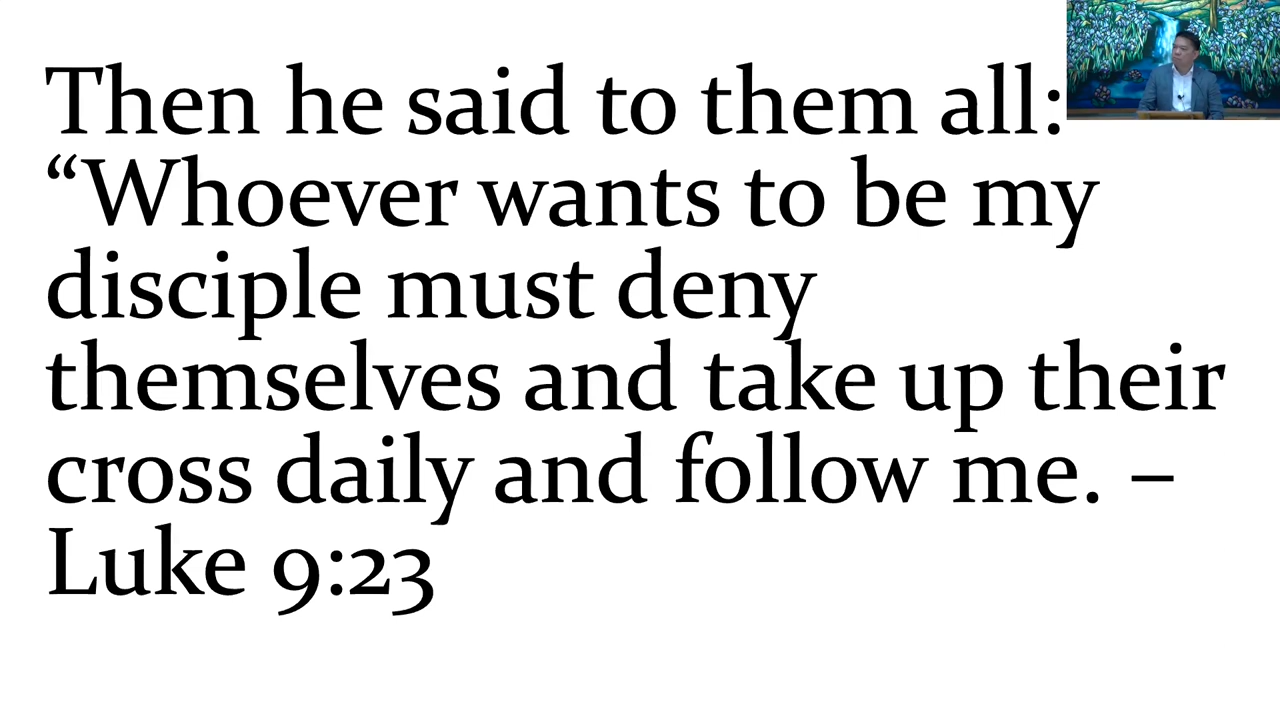 Then he said to them all:
“Whoever wants to be my
disciple must deny
themselves and take up their
cross daily and follow me. –
Luke 9:23